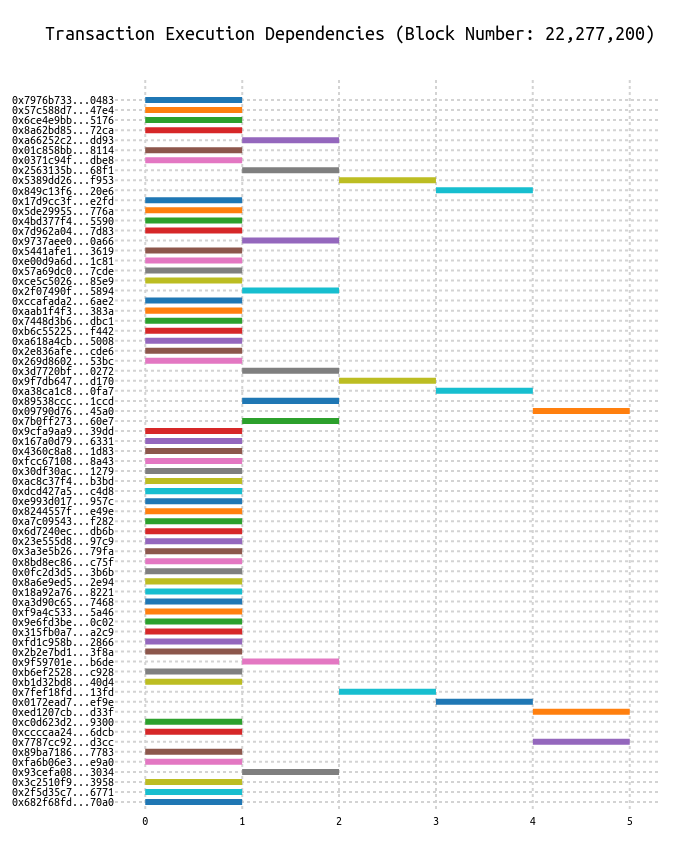 Transaction Execution Dependencies (Block Number: 22,277,200)
0x7976b733...0483
0x57c588d7...47e4
0x6ce4e9bb...5176
0x8a62bd85...72ca
0xa66252c2...dd93
0x01c858bb...8114
0x0371c94f...dbe8
0x2563135b...68f1
0x5389dd26...f953
0x849c13f6...20e6
0x17d9cc3f...e2fd
0x5de29955...776a
0x4bd377f4...5590
0x7d962a04...7d83
0x9737aee0...0a66
0x5441afe1...3619
0xe00d9a6d...1c81
0x57a69dc0...7cde
0xce5c5026...85e9
0x2f07490f...5894
0xccafada2...6ae2
0xaab1f4f3...383a
0x7448d3b6...dbc1
0xb6c55225...f442
0xa618a4cb...5008
0x2e836afe...cde6
0x269d8602...53bc
0x3d7720bf...0272
0x9f7db647...d170
0xa38ca1c8...0fa7
0x89538ccc...1ccd
0x09790d76...45a0
0x7b0ff273...60e7
0x9cfa9aa9...39dd
0x167a0d79...6331
0x4360c8a8...1d83
0xfcc67108...8a43
0x30df30ac...1279
0xac8c37f4...b3bd
0xdcd427a5...c4d8
0xe993d017...957c
0x8244557f...e49e
0xa7c09543...f282
0x6d7240ec...db6b
0x23e555d8...97c9
0x3a3e5b26...79fa
0x8bd8ec86...c75f
0x0fc2d3d5...3b6b
0x8a6e9ed5...2e94
0x18a92a76...8221
0xa3d90c65...7468
0xf9a4c533...5a46
0x9e6fd3be...0c02
0x315fb0a7...a2c9
0xfd1c958b...2866
0x2b2e7bd1...3f8a
0x9f59701e...b6de
0xb6ef2528...c928
0xb1d32bd8...40d4
0x7fef18fd...13fd
0x0172ead7...ef9e
0xed1207cb...d33f
0xc0d623d2...9300
0xccccaa24...6dcb
0x7787cc92...d3cc
0x89ba7186...7783
0xfa6b06e3...e9a0
0x93cefa08...3034
0x3c2510f9...3958
0x2f5d35c7...6771
0x682f68fd...70a0
0 1 2 3 4 5